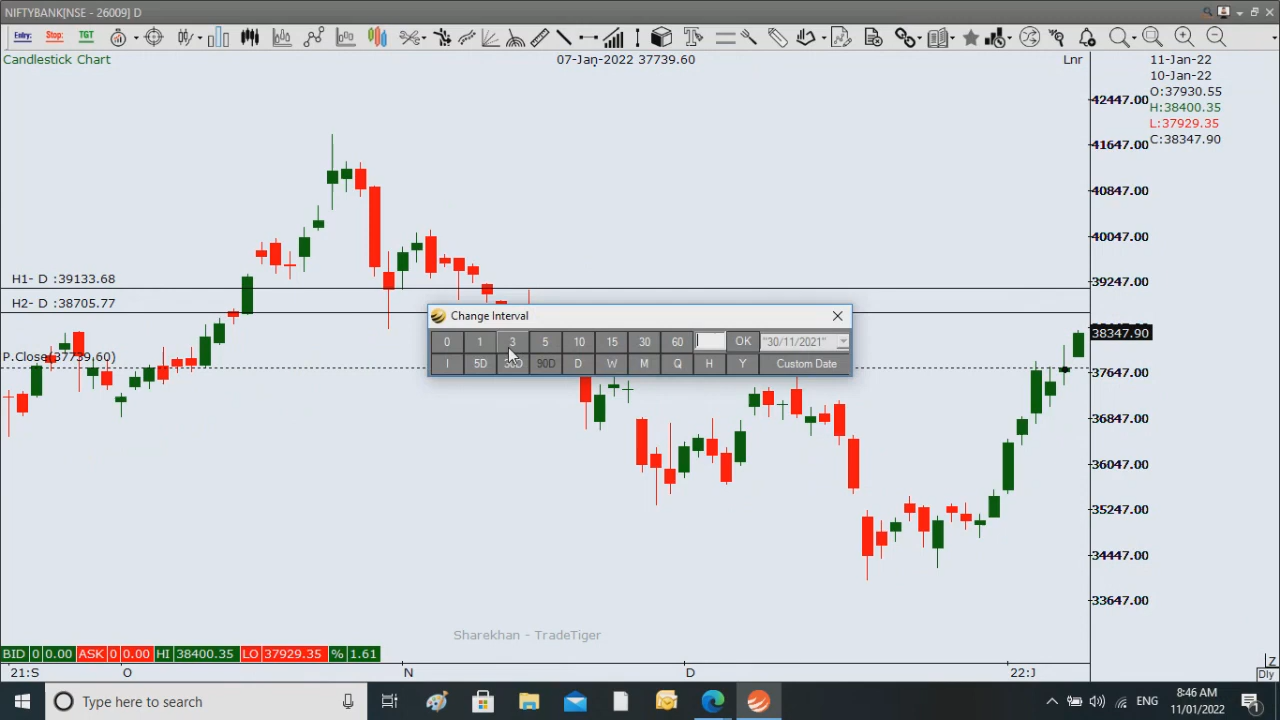 NIFTYBANK[NSE - 26009] D
Entry:
Stop:
TGT
Candlestick Chart
07-Jan-2022 37739.60
Lnr
11-Jan-22
10-Jan-22
O:37930.55
H:38400.35
L:37929.35
C:38347.90
42447.00
41647.00
40847.00
40047.00
H1- D :39133.68
39247.00
H2- D :38705.77
Change Interval
38347.90
0 1 3 5 10 15 30 60 OK "30/11/2021"
P.Close(37739.60)
I 5D 30D 90D D W M Q H Y Custom Date
37647.00
36847.00
36047.00
35247.00
34447.00
33647.00
Sharekhan - TradeTiger
BID 0 0.00 ASK 0 0.00 HI 38400.35 LO 37929.35 % 1.61
21:S O N D 22:J
Z
Dly
Type here to search
ENG
8:46 AM
11/01/2022
1